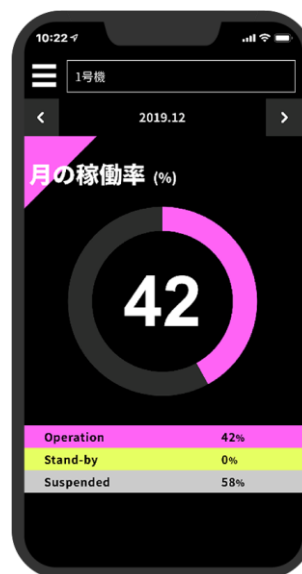 10:22
1号機
2019.12
月の稼働率 (%)
42
Operation 42%
Stand-by 0%
Suspended 58%